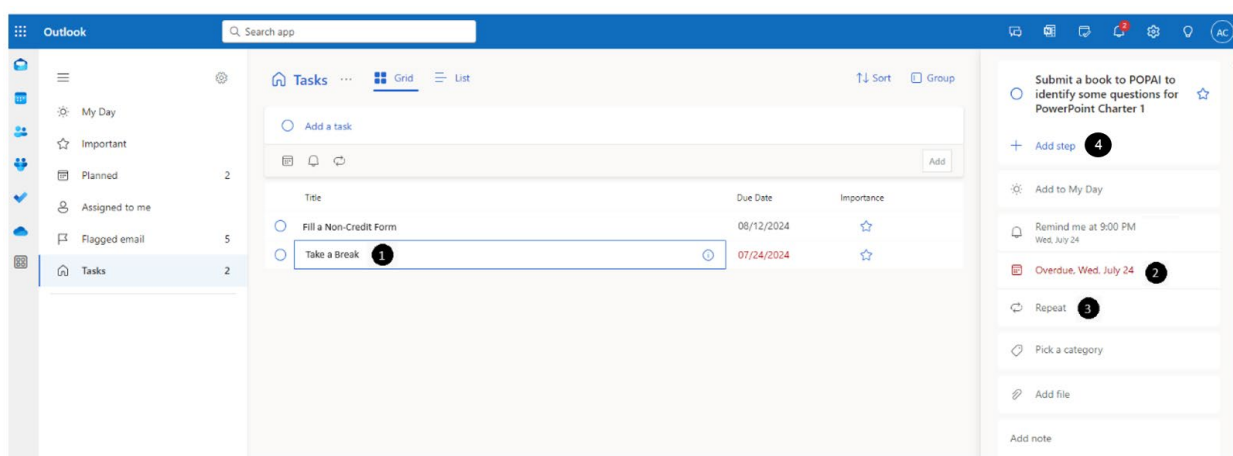 Outlook
Search app
2
AC
My Day
Important
Planned 2
Assigned to me
Flagged email 5
Tasks 2
Tasks ... Grid List Sort Group
Add a task
Add
Title Due Date Importance
Fill a Non-Credit Form 08/12/2024
Take a Break 1 07/24/2024
Submit a book to POPAI to
identify some questions for
PowerPoint Charter 1
Add step 4
Add to My Day
Remind me at 9:00 PM
Wed, July 24
Overdue, Wed, July 24 2
Repeat 3
Pick a category
Add file
Add note